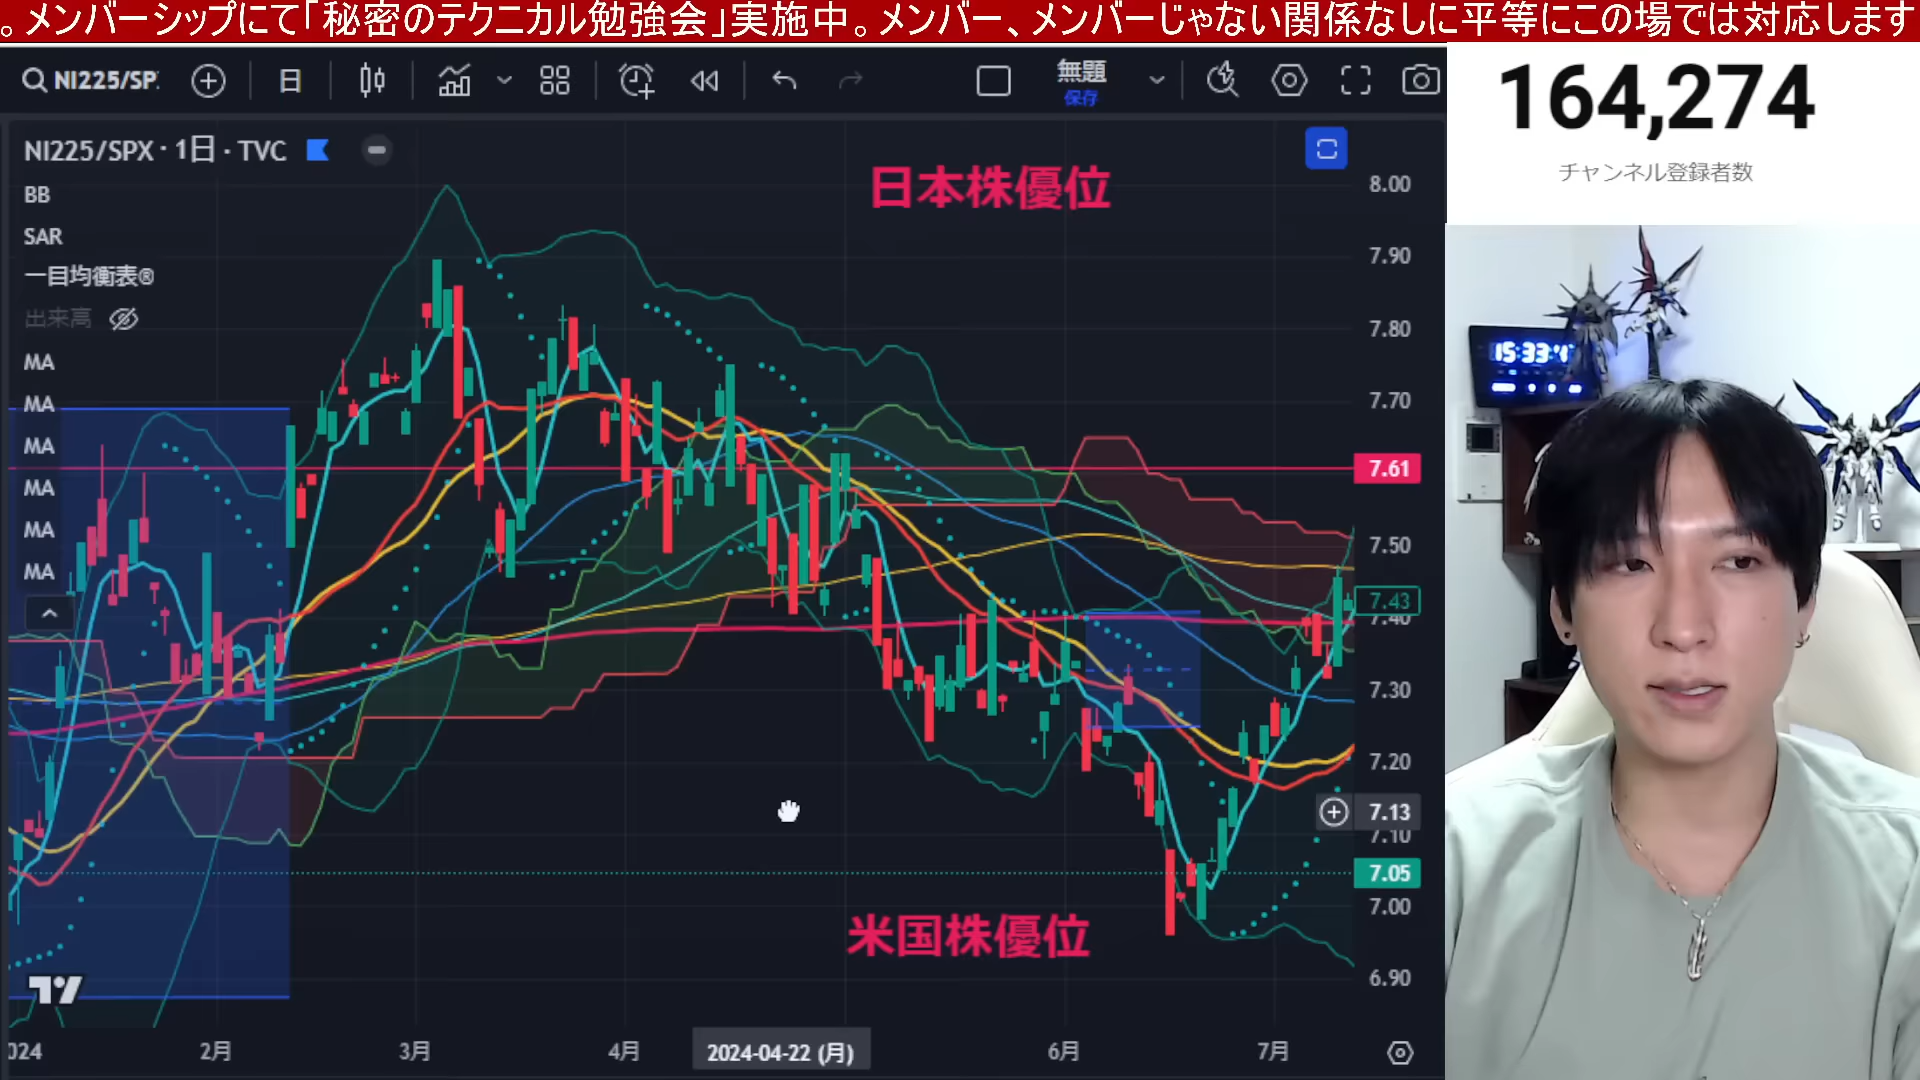 。メンバーシップにて「秘密のテクニカル勉強会」実施中。メンバー、メンバーじゃない関係なしに平等にこの場では対応します
NI225/SP
日
無題
保存
164,274
チャンネル登録者数
NI225/SPX · 1日 · TVC
BB
SAR
一目均衡表®
出来高
MA
MA
MA
MA
MA
MA
日本株優位
米国株優位
8.00
7.90
7.80
7.70
7.61
7.50
7.43
7.40
7.30
7.20
7.13
7.10
7.05
7.00
6.90
024
2月
3月
4月
2024-04-22 (月)
6月
7月
15:33